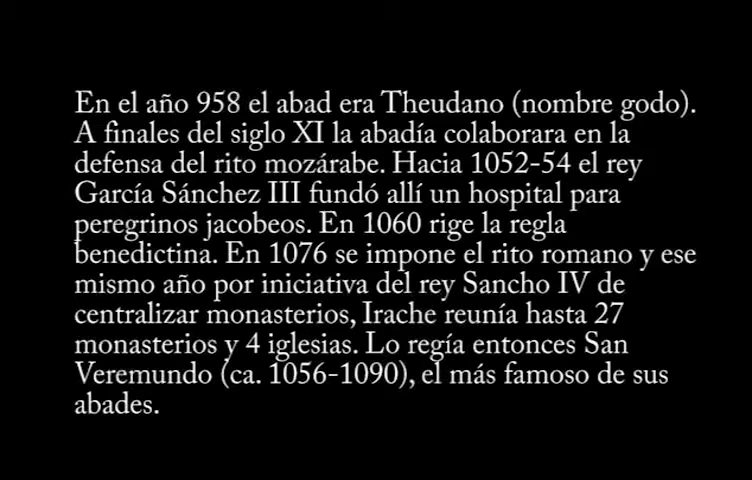 En el año 958 el abad era Theudano (nombre godo).
A finales del siglo XI la abadía colaborara en la
defensa del rito mozárabe. Hacia 1052-54 el rey
García Sánchez III fundó allí un hospital para
peregrinos jacobeos. En 1060 rige la regla
benedictina. En 1076 se impone el rito romano y ese
mismo año por iniciativa del rey Sancho IV de
centralizar monasterios, Irache reunía hasta 27
monasterios y 4 iglesias. Lo regía entonces San
Veremundo (ca. 1056-1090), el más famoso de sus
abades.